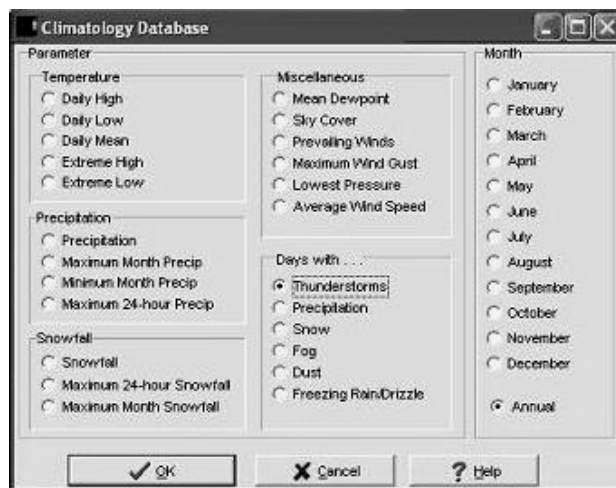 Climatology Database
Parameter
Temperature
Daily High
Daily Low
Daily Mean
Extreme High
Extreme Low
Precipitation
Precipitation
Maximum Month Precip
Minimum Month Precip
Maximum 24-hour Precip
Snowfall
Snowfall
Maximum 24-hour Snowfall
Maximum Month Snowfall
Miscellaneous
Mean Dewpoint
Sky Cover
Prevailing Winds
Maximum Wind Gust
Lowest Pressure
Average Wind Speed
Days with . . .
Thunderstorms
Precipitation
Snow
Fog
Dust
Freezing Rain/Drizzle
Month
January
February
March
April
May
June
July
August
September
October
November
December
Annual
OK
Cancel
? Help